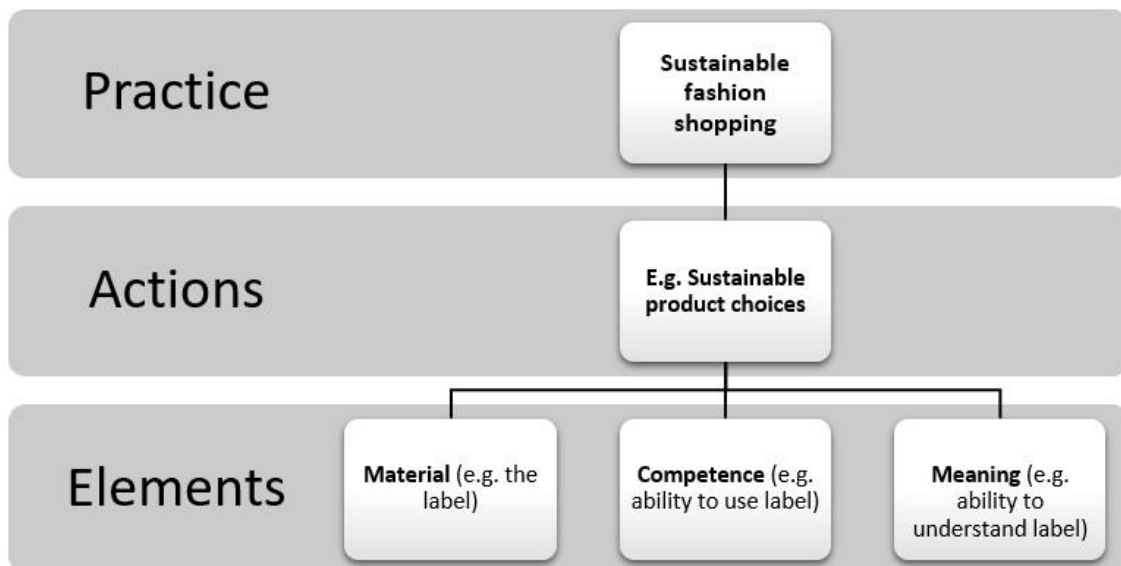 Practice
Sustainable
fashion
shopping
Actions
E.g. Sustainable
product choices
Elements
Material (e.g. the
label)
Competence (e.g.
ability to use label)
Meaning (e.g.
ability to
understand label)